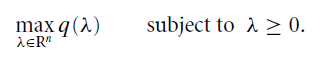 max q(λ) subject to λ ≥ 0.
λ∈Rⁿ